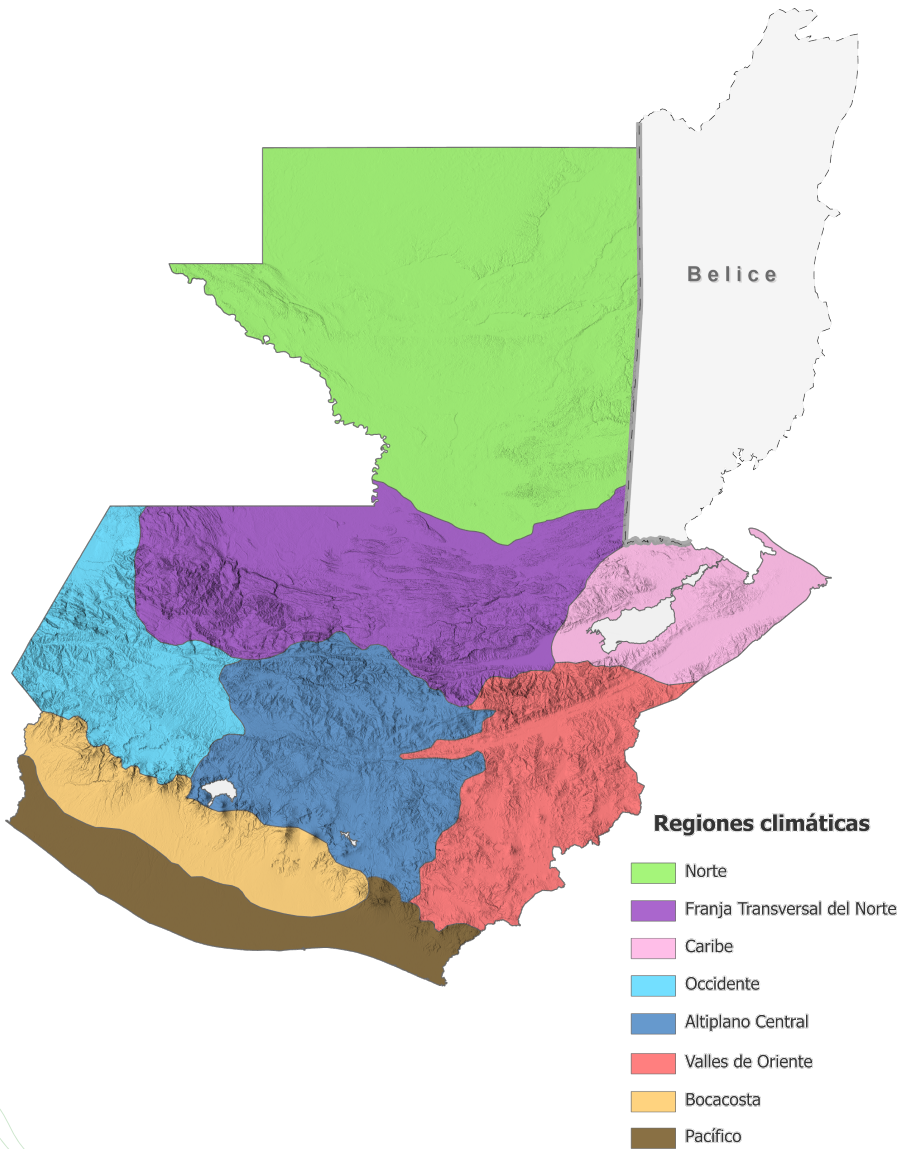 Belice
Regiones climáticas
Norte
Franja Transversal del Norte
Caribe
Occidente
Altiplano Central
Valles de Oriente
Bocacosta
Pacífico